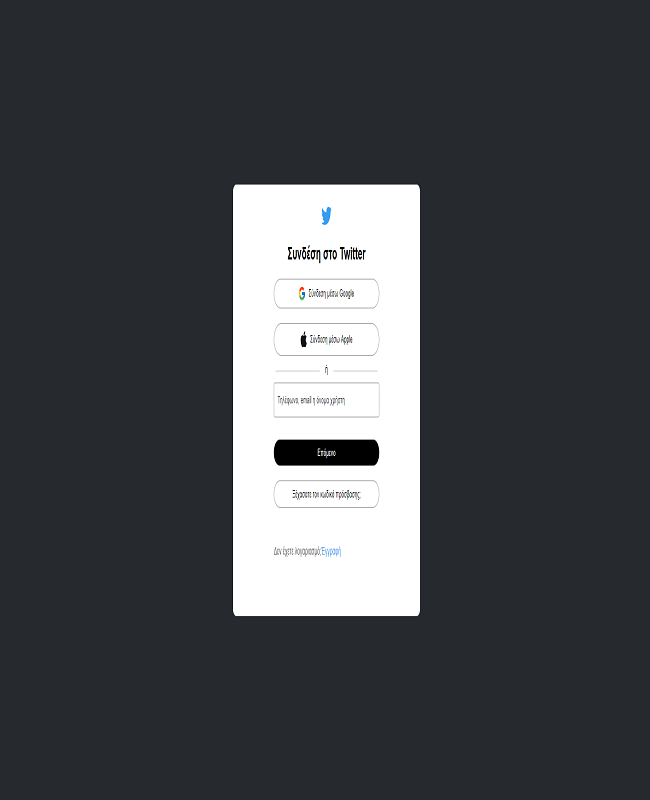 Συνδέση στο Twitter
Σύνδεση μέσω Google
Σύνδεση μέσω Apple
ή
Τηλέφωνο, email η όνομα χρήστη
Επόμενο
Ξέχασατε τον κωδικό πρόσβασης;
Δεν έχετε λογαριασμό;Έγγραφή